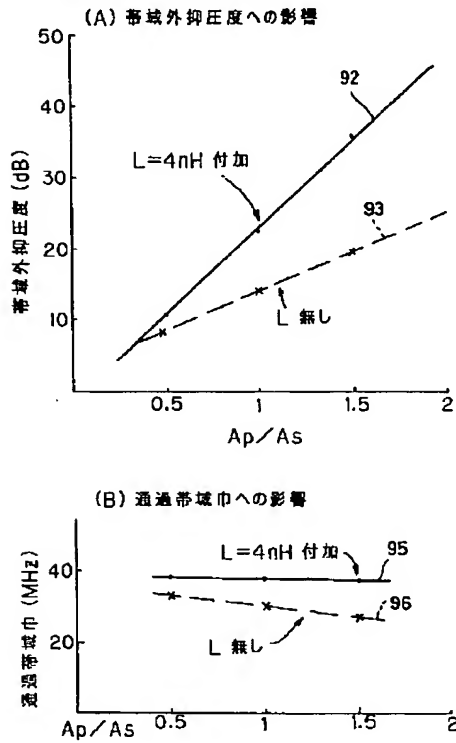 (A) 帯域外抑圧度への影響
50
40
30
20
10
帯域外抑圧度 (dB)
92
L=4nH 付加
93
L 無し
0.5
1
1.5
2
Ap/As
(B) 通過帯域巾への影響
40
20
通過帯域巾 (MHz)
L=4nH 付加
95
96
L 無し
Ap/As
0.5
1
1.5
2